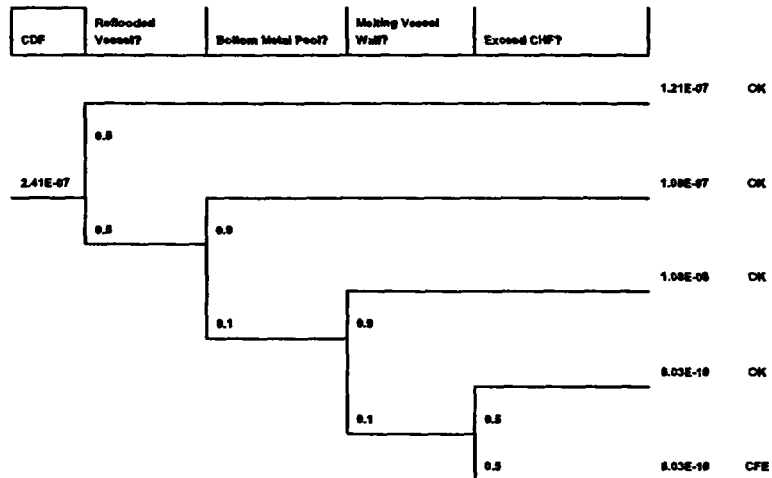 CDF
Reflooded Vessel?
Bottom Metal Pool?
Melting Vessel Wall?
Exceed CHF?
1.21E-07 OK
0.5
2.41E-07
1.08E-07 OK
0.5
0.9
1.08E-08 OK
0.1
0.9
6.03E-10 OK
0.1
0.5
0.5
6.03E-10 CFE